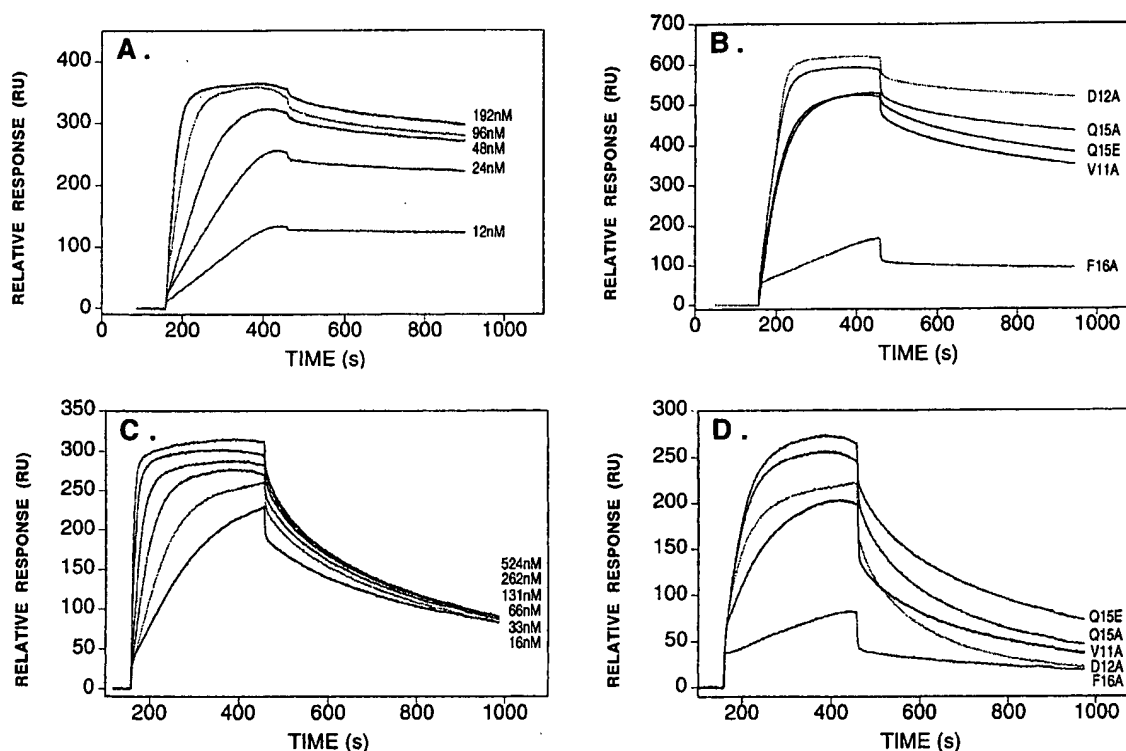 A.
RELATIVE RESPONSE (RU)
400
300
200
100
0
192nM
96nM
48nM
24nM
12nM
0 200 400 600 800 1000
TIME (s)
B.
RELATIVE RESPONSE (RU)
700
600
500
400
300
200
100
0
D12A
Q15A
Q15E
V11A
F16A
0 200 400 600 800 1000
TIME (s)
C.
RELATIVE RESPONSE (RU)
350
300
250
200
150
100
50
0
524nM
262nM
131nM
66nM
33nM
16nM
200 400 600 800 1000
TIME (s)
D.
RELATIVE RESPONSE (RU)
300
250
200
150
100
50
0
Q15E
Q15A
V11A
D12A
F16A
200 400 600 800 1000
TIME (s)